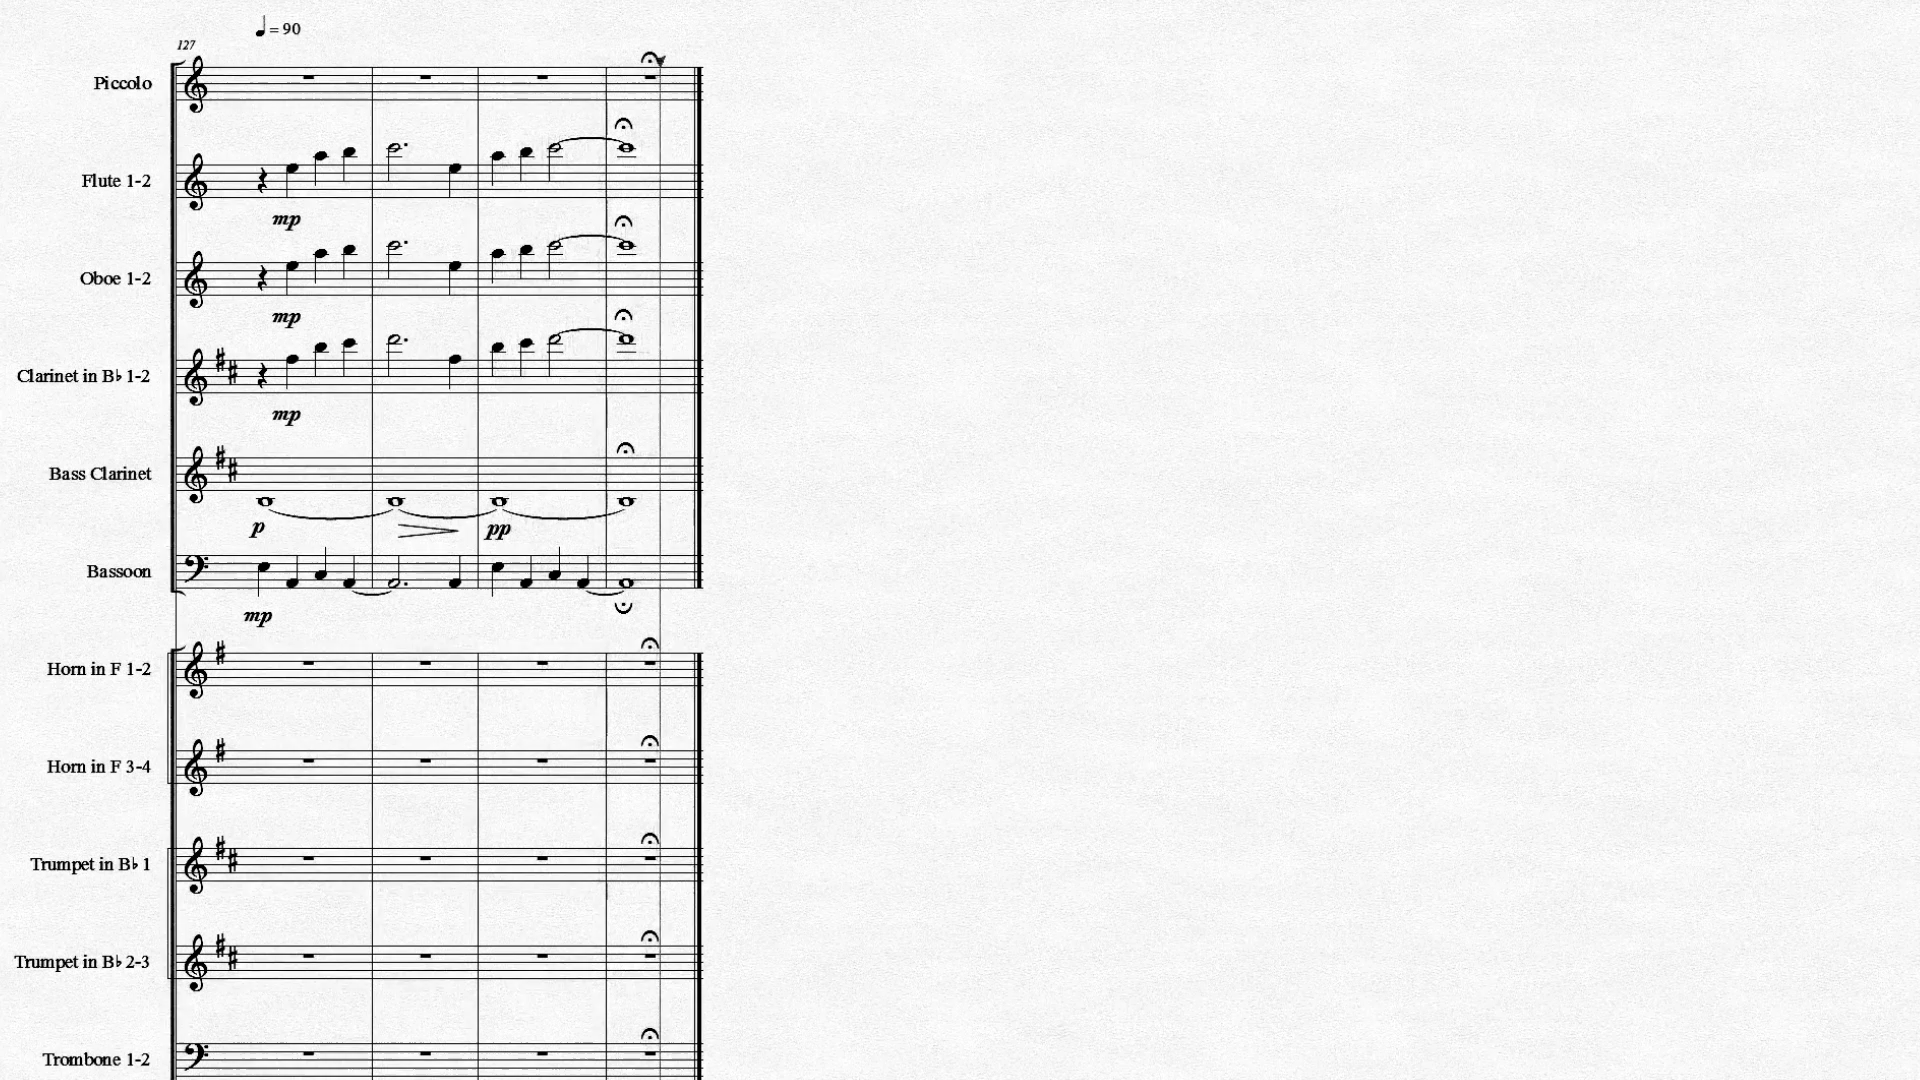 ♩ = 90
127
Piccolo
Flute 1-2
mp
Oboe 1-2
mp
Clarinet in B♭ 1-2
mp
Bass Clarinet
p pp
Bassoon
mp
Horn in F 1-2
Horn in F 3-4
Trumpet in B♭ 1
Trumpet in B♭ 2-3
Trombone 1-2